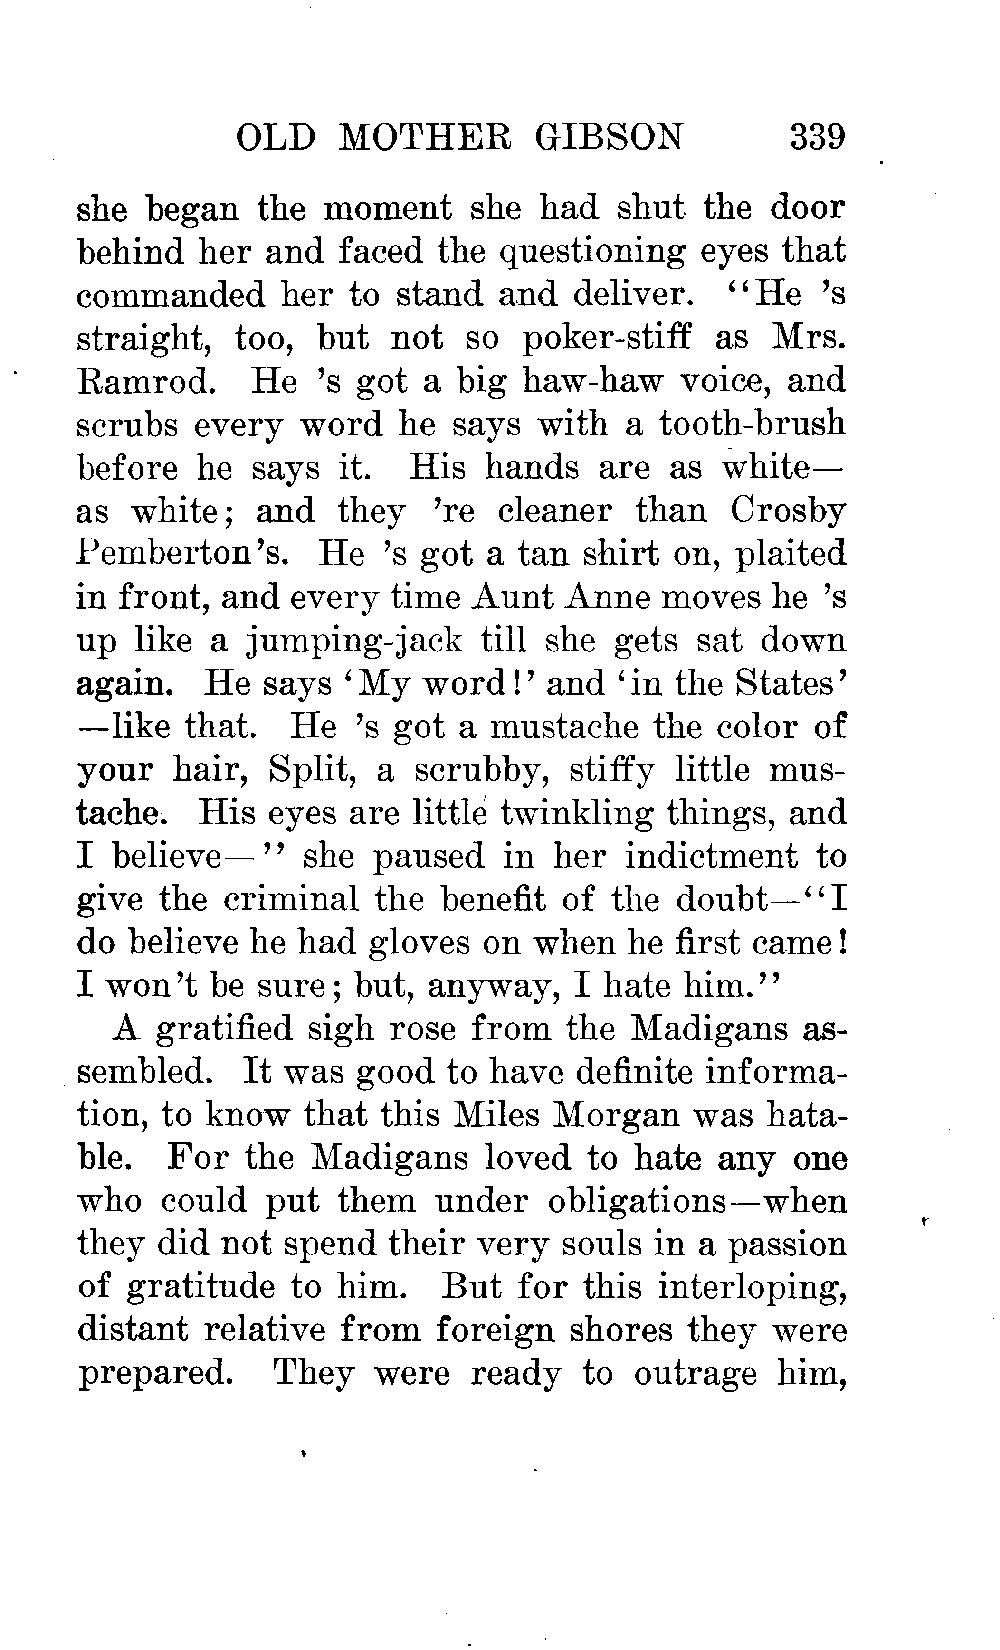 OLD MOTHER GIBSON 339
she began the moment she had shut the door
behind her and faced the questioning eyes that
commanded her to stand and deliver. "He 's
straight, too, but not so poker-stiff as Mrs.
Ramrod. He 's got a big haw-haw voice, and
scrubs every word he says with a tooth-brush
before he says it. His hands are as white—
as white; and they 're cleaner than Crosby
Pemberton's. He 's got a tan shirt on, plaited
in front, and every time Aunt Anne moves he 's
up like a jumping-jack till she gets sat down
again. He says 'My word!' and 'in the States'
—like that. He 's got a mustache the color of
your hair, Split, a scrubby, stiffy little mus-
tache. His eyes are little twinkling things, and
I believe—" she paused in her indictment to
give the criminal the benefit of the doubt—"I
do believe he had gloves on when he first came!
I won't be sure; but, anyway, I hate him."
A gratified sigh rose from the Madigans as-
sembled. It was good to have definite informa-
tion, to know that this Miles Morgan was hata-
ble. For the Madigans loved to hate any one
who could put them under obligations—when
they did not spend their very souls in a passion
of gratitude to him. But for this interloping,
distant relative from foreign shores they were
prepared. They were ready to outrage him,